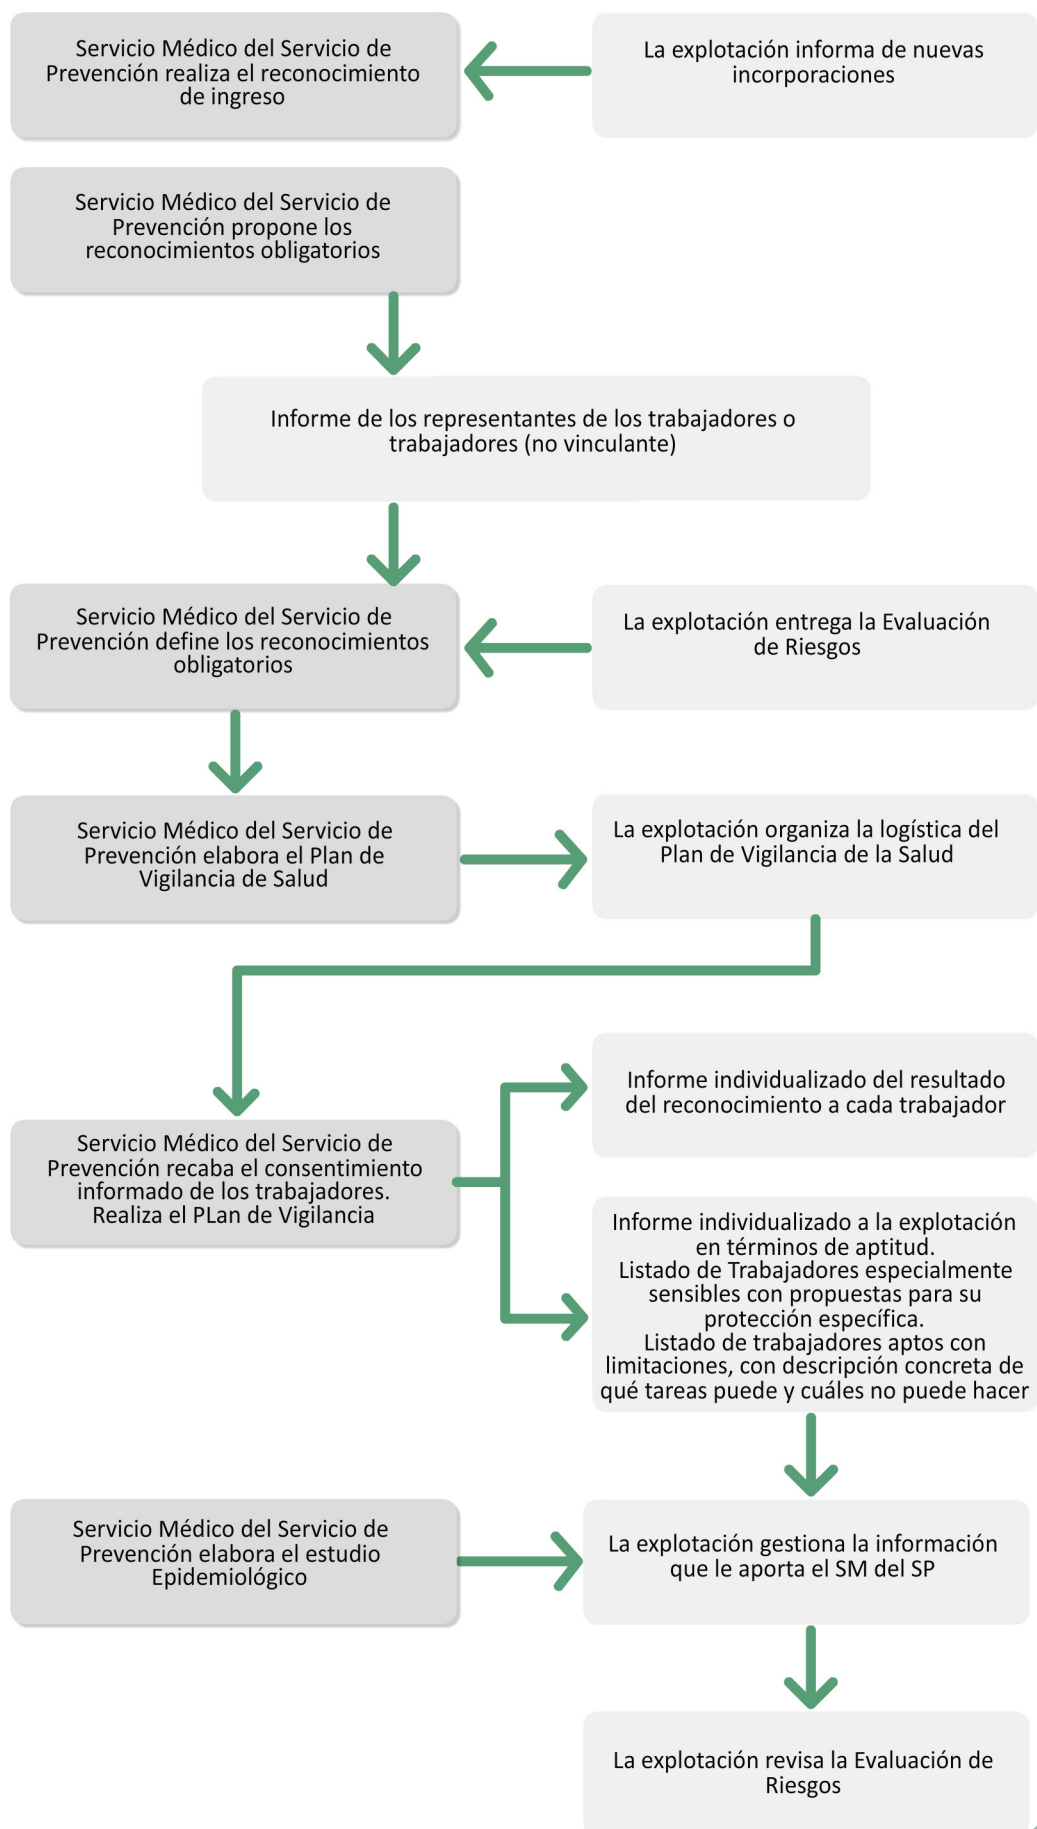 Servicio Médico del Servicio de
Prevención realiza el reconocimiento
de ingreso
La explotación informa de nuevas
incorporaciones
Servicio Médico del Servicio de
Prevención propone los
reconocimientos obligatorios
Informe de los representantes de los trabajadores o
trabajadores (no vinculante)
Servicio Médico del Servicio de
Prevención define los reconocimientos
obligatorios
La explotación entrega la Evaluación
de Riesgos
Servicio Médico del Servicio de
Prevención elabora el Plan de
Vigilancia de Salud
La explotación organiza la logística del
Plan de Vigilancia de la Salud
Informe individualizado del resultado
del reconocimiento a cada trabajador
Servicio Médico del Servicio de
Prevención recaba el consentimiento
informado de los trabajadores.
Realiza el PLan de Vigilancia
Informe individualizado a la explotación
en términos de aptitud.
Listado de Trabajadores especialmente
sensibles con propuestas para su
protección específica.
Listado de trabajadores aptos con
limitaciones, con descripción concreta de
qué tareas puede y cuáles no puede hacer
Servicio Médico del Servicio de
Prevención elabora el estudio
Epidemiológico
La explotación gestiona la información
que le aporta el SM del SP
La explotación revisa la Evaluación de
Riesgos